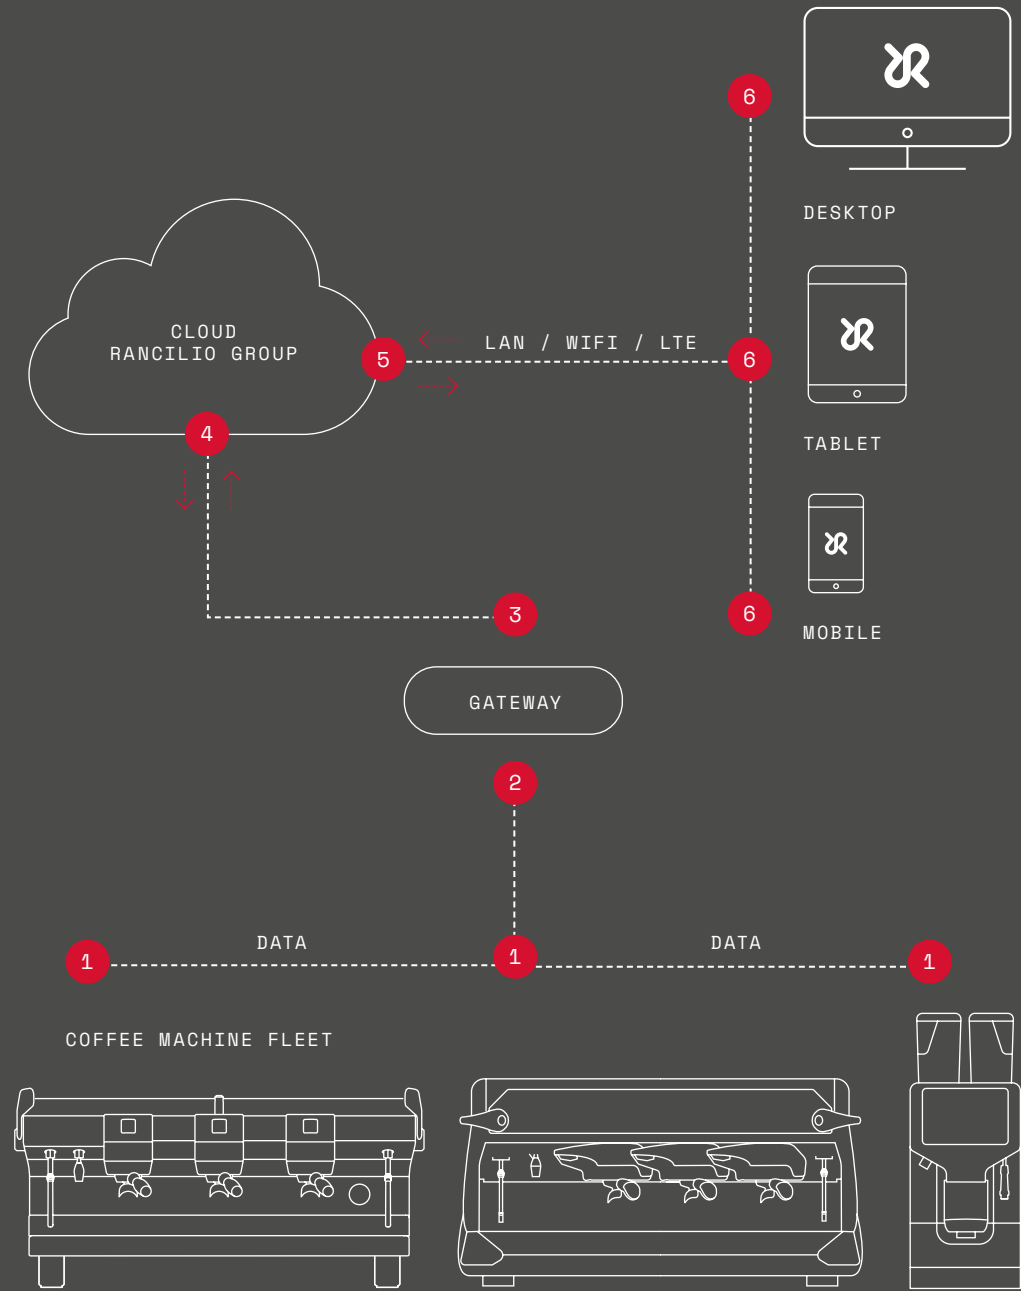 6
DESKTOP
CLOUD
RANCILIO GROUP
5
LAN / WIFI / LTE
6
4
TABLET
3
6
MOBILE
GATEWAY
2
1
DATA
1
DATA
1
COFFEE MACHINE FLEET